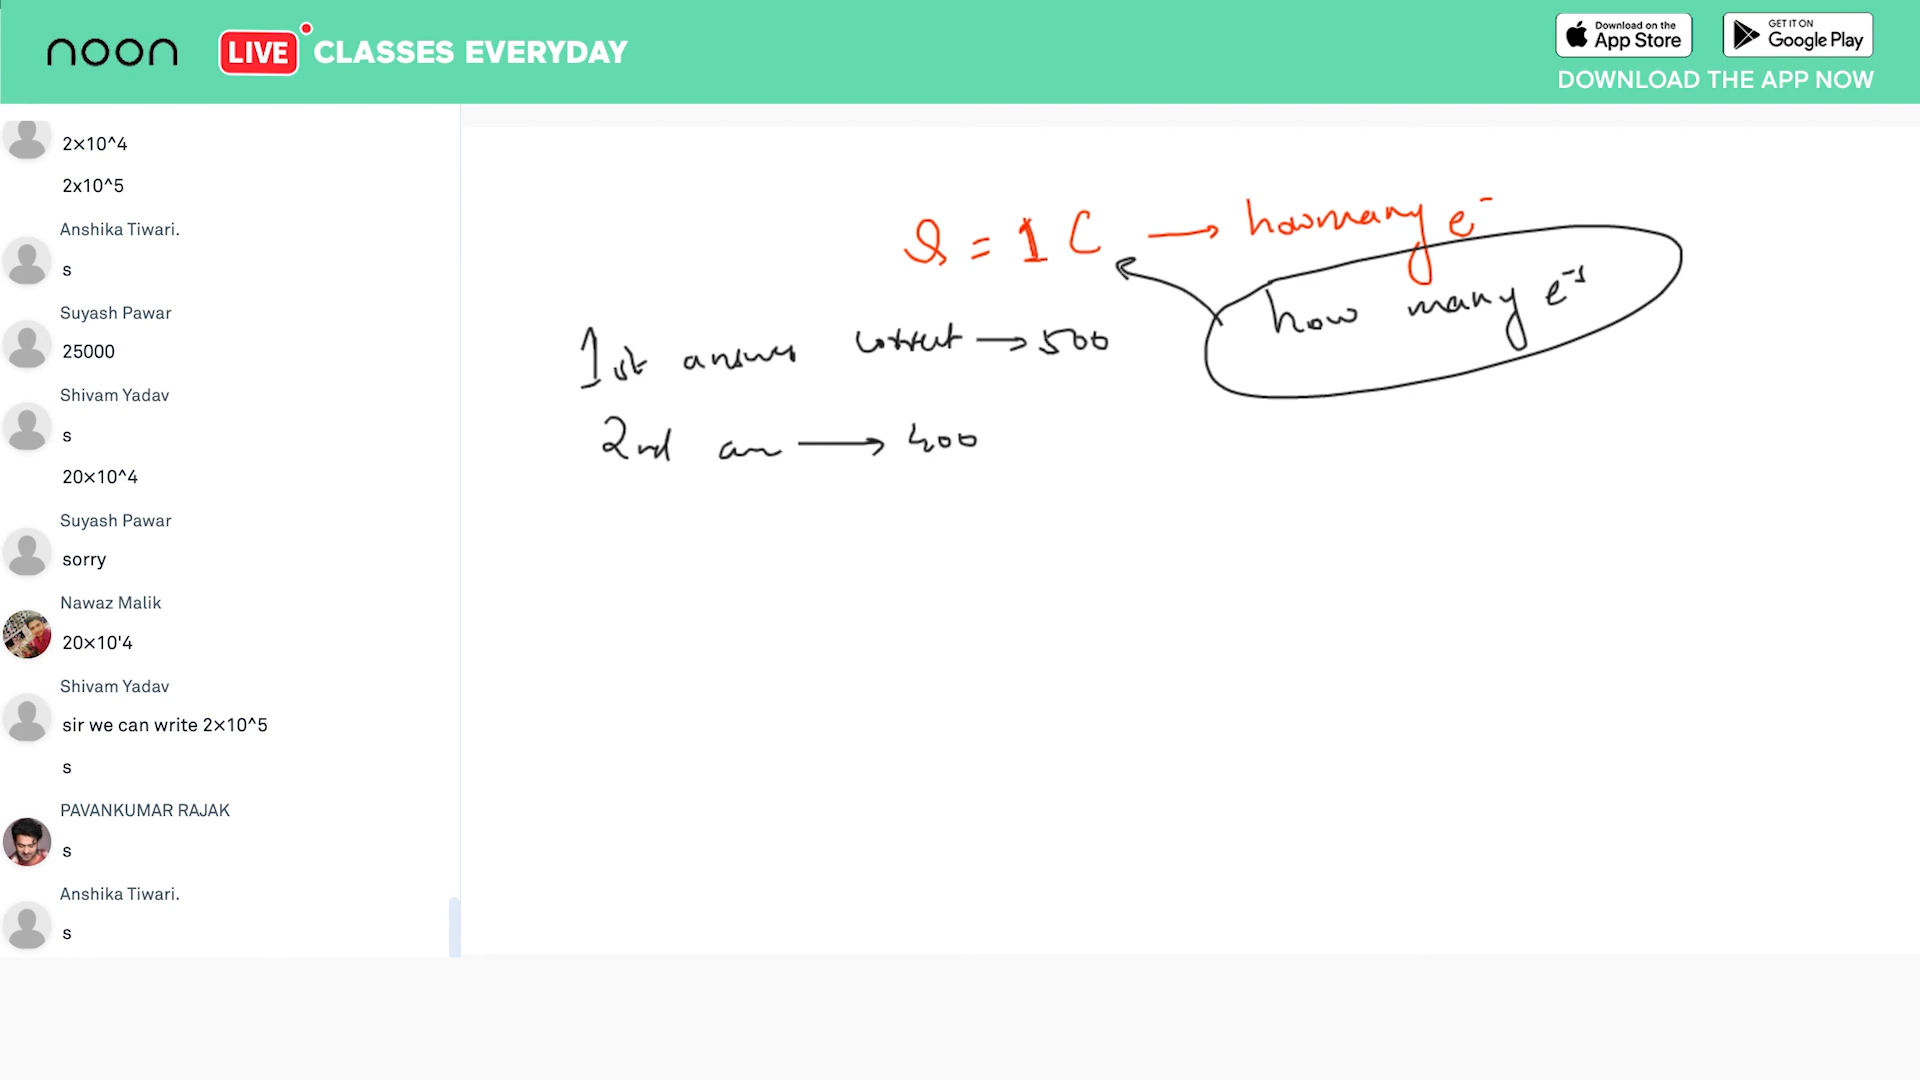 noon LIVE CLASSES EVERYDAY
Download on the App Store
GET IT ON Google Play
DOWNLOAD THE APP NOW
2×10^4
2x10^5
Anshika Tiwari.
s
Suyash Pawar
25000
Shivam Yadav
s
20×10^4
Suyash Pawar
sorry
Nawaz Malik
20×10'4
Shivam Yadav
sir we can write 2×10^5
s
PAVANKUMAR RAJAK
s
Anshika Tiwari.
s
= 1 C → how many e⁻
how many e⁻ˢ
1st answer correct → 500
2nd an → 400